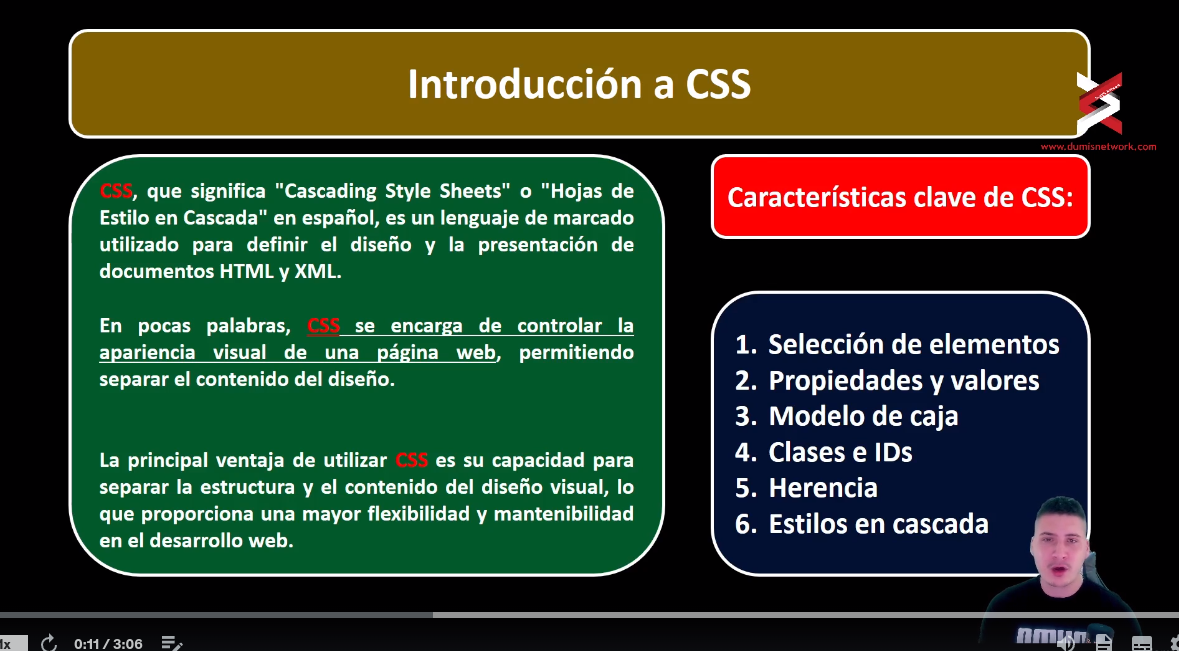 Introducción a CSS
www.dumisnetwork.com
CSS, que significa "Cascading Style Sheets" o "Hojas de
Estilo en Cascada" en español, es un lenguaje de marcado
utilizado para definir el diseño y la presentación de
documentos HTML y XML.
En pocas palabras, CSS se encarga de controlar la
apariencia visual de una página web, permitiendo
separar el contenido del diseño.
La principal ventaja de utilizar CSS es su capacidad para
separar la estructura y el contenido del diseño visual, lo
que proporciona una mayor flexibilidad y mantenibilidad
en el desarrollo web.
Características clave de CSS:
1. Selección de elementos
2. Propiedades y valores
3. Modelo de caja
4. Clases e IDs
5. Herencia
6. Estilos en cascada
1x
0:11 / 3:06